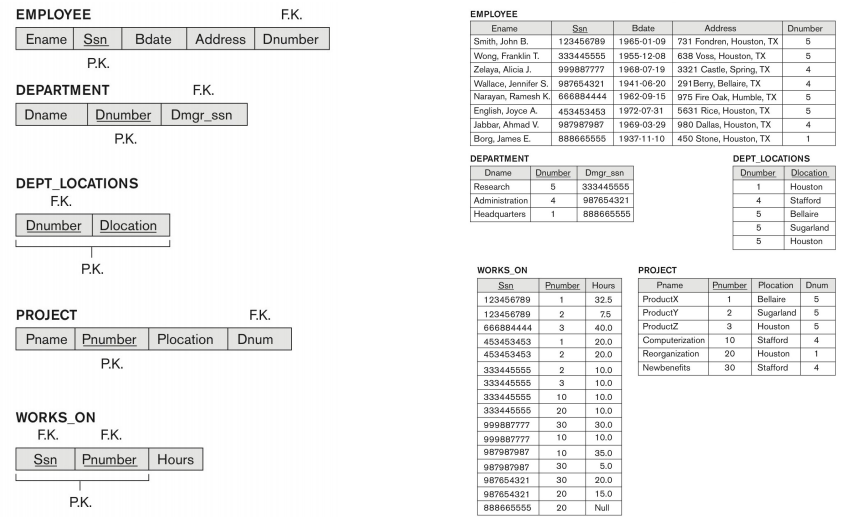 EMPLOYEE F.K.
Ename Ssn Bdate Address Dnumber
P.K.
DEPARTMENT F.K.
Dname Dnumber Dmgr_ssn
P.K.
DEPT_LOCATIONS
F.K.
Dnumber Dlocation
P.K.
PROJECT F.K.
Pname Pnumber Plocation Dnum
P.K.
WORKS_ON
F.K. F.K.
Ssn Pnumber Hours
P.K.
EMPLOYEE
Ename Ssn Bdate Address Dnumber
Smith, John B. 123456789 1965-01-09 731 Fondren, Houston, TX 5
Wong, Franklin T. 333445555 1955-12-08 638 Voss, Houston, TX 5
Zelaya, Alicia J. 999887777 1968-07-19 3321 Castle, Spring, TX 4
Wallace, Jennifer S. 987654321 1941-06-20 291Berry, Bellaire, TX 4
Narayan, Ramesh K. 666884444 1962-09-15 975 Fire Oak, Humble, TX 5
English, Joyce A. 453453453 1972-07-31 5631 Rice, Houston, TX 5
Jabbar, Ahmad V. 987987987 1969-03-29 980 Dallas, Houston, TX 4
Borg, James E. 888665555 1937-11-10 450 Stone, Houston, TX 1
DEPARTMENT
Dname Dnumber Dmgr_ssn
Research 5 333445555
Administration 4 987654321
Headquarters 1 888665555
DEPT_LOCATIONS
Dnumber Dlocation
1 Houston
4 Stafford
5 Bellaire
5 Sugarland
5 Houston
WORKS_ON
Ssn Pnumber Hours
123456789 1 32.5
123456789 2 7.5
666884444 3 40.0
453453453 1 20.0
453453453 2 20.0
333445555 2 10.0
333445555 3 10.0
333445555 10 10.0
333445555 20 10.0
999887777 30 30.0
999887777 10 10.0
987987987 10 35.0
987987987 30 5.0
987654321 30 20.0
987654321 20 15.0
888665555 20 Null
PROJECT
Pname Pnumber Plocation Dnum
ProductX 1 Bellaire 5
ProductY 2 Sugarland 5
ProductZ 3 Houston 5
Computerization 10 Stafford 4
Reorganization 20 Houston 1
Newbenefits 30 Stafford 4